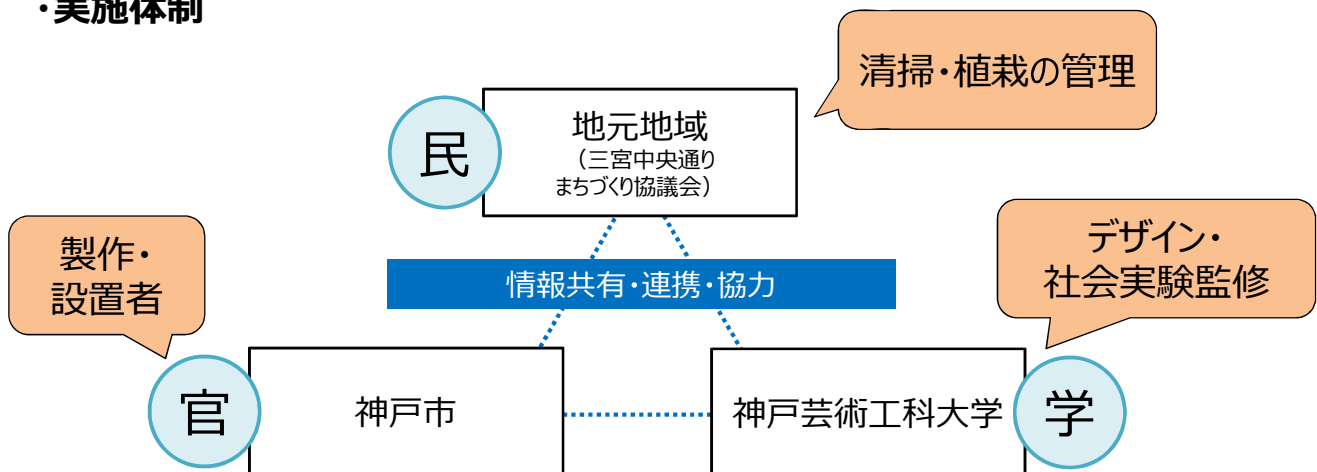 ・実施体制
清掃・植栽の管理
民
地元地域
（三宮中央通り
まちづくり協議会）
製作・
設置者
情報共有・連携・協力
デザイン・
社会実験監修
官
神戸市
神戸芸術工科大学
学